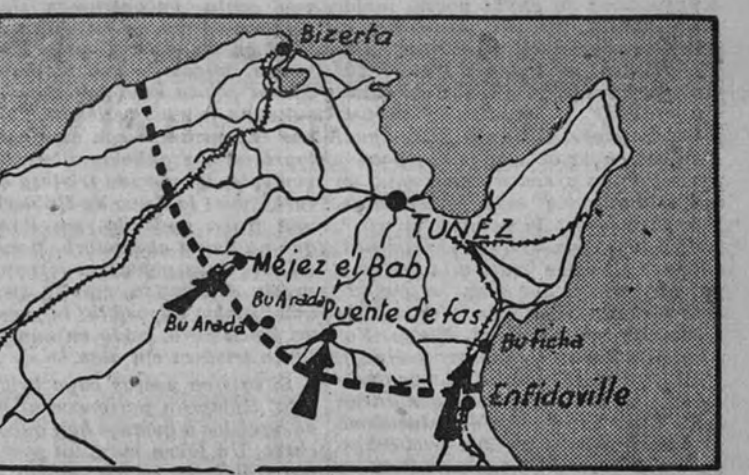 Bizerta
TUNEZ
Mejez el Bab
Bu Arada
Puente de fas
Bu Arada
Bu Ficha
Enfidaville